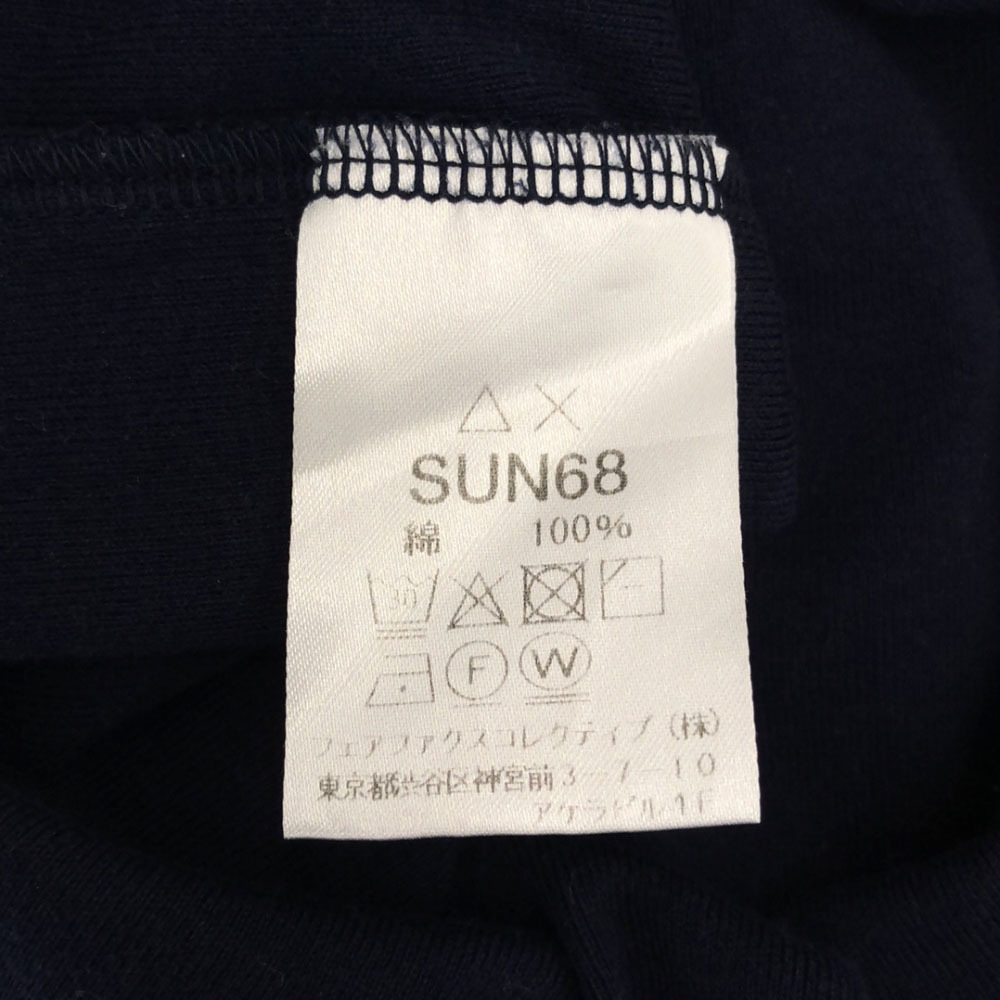 SUN68
綿 100%
30
F W
フェアファクスコレクティブ (株)
東京都渋谷区神宮前3-7-10
アケラビル1F